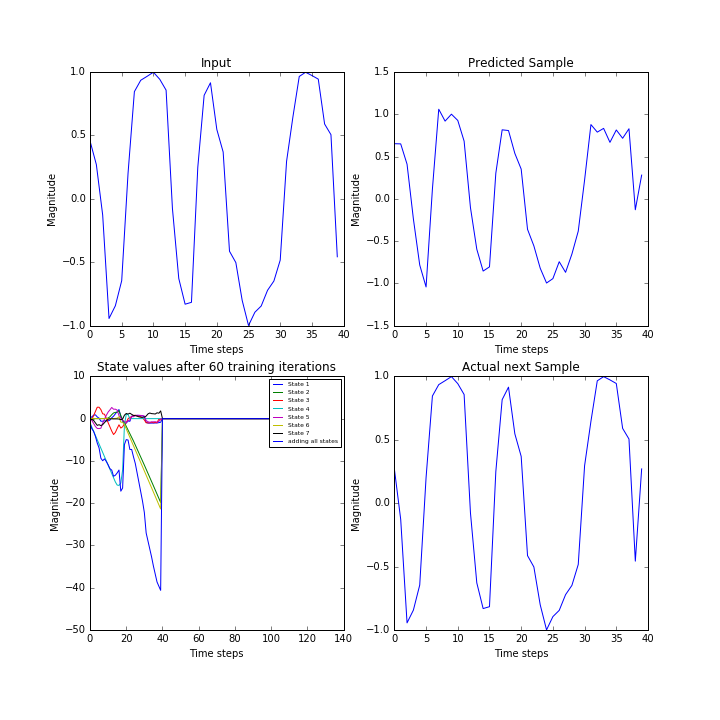 Input
1.0
0.5
0.0
−0.5
−1.0
Magnitude
0 5 10 15 20 25 30 35 40
Time steps
Predicted Sample
1.5
1.0
0.5
0.0
−0.5
−1.0
−1.5
Magnitude
0 5 10 15 20 25 30 35 40
Time steps
State values after 60 training iterations
10
0
−10
−20
−30
−40
−50
Magnitude
State 1
State 2
State 3
State 4
State 5
State 6
State 7
adding all states
0 20 40 60 80 100 120 140
Time steps
Actual next Sample
1.0
0.5
0.0
−0.5
−1.0
Magnitude
0 5 10 15 20 25 30 35 40
Time steps